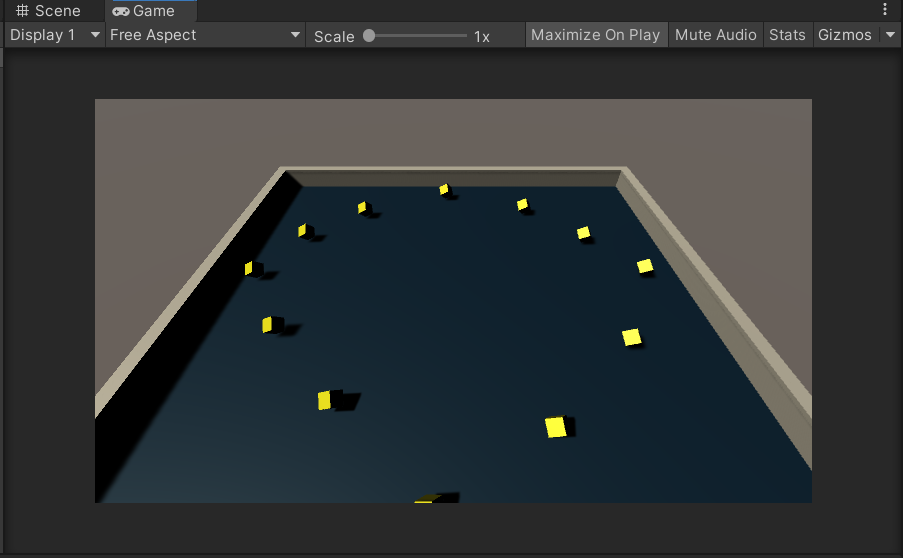 Scene Game
Display 1 Free Aspect Scale 1x Maximize On Play Mute Audio Stats Gizmos